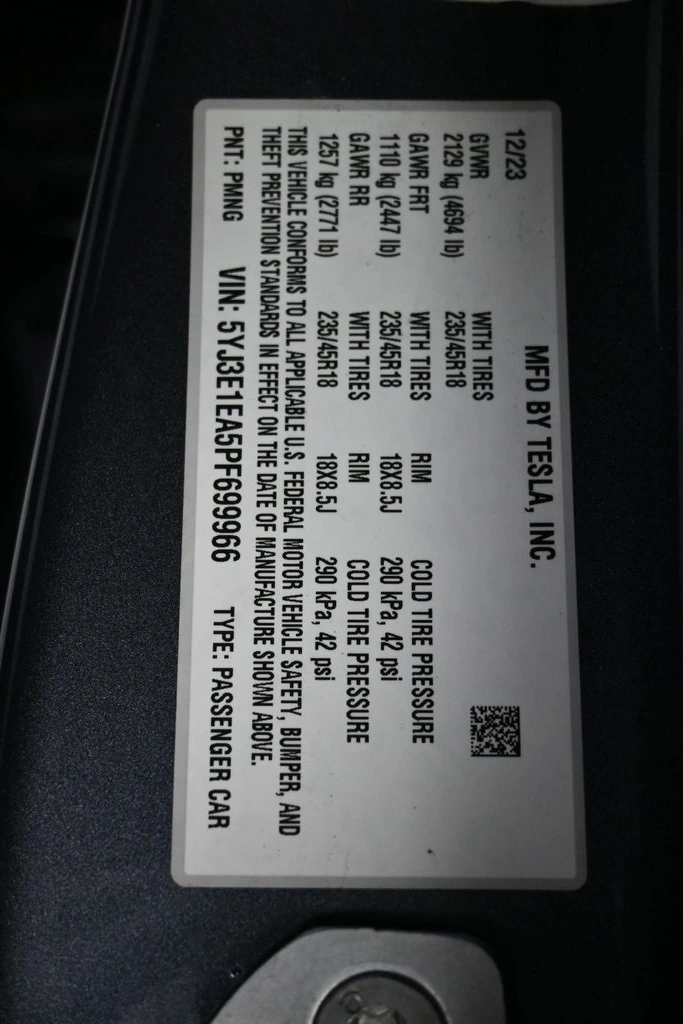 MFD BY TESLA, INC.
12/23
GVWR WITH TIRES
2129 kg (4694 lb) 235/45R18
GAWR FRT WITH TIRES RIM COLD TIRE PRESSURE
1110 kg (2447 lb) 235/45R18 18X8.5J 290 kPa, 42 psi
GAWR RR WITH TIRES RIM COLD TIRE PRESSURE
1257 kg (2771 lb) 235/45R18 18X8.5J 290 kPa, 42 psi
THIS VEHICLE CONFORMS TO ALL APPLICABLE U.S. FEDERAL MOTOR VEHICLE SAFETY, BUMPER, AND
THEFT PREVENTION STANDARDS IN EFFECT ON THE DATE OF MANUFACTURE SHOWN ABOVE.
PNT: PMNG VIN: 5YJ3E1EA5PF699966 TYPE: PASSENGER CAR